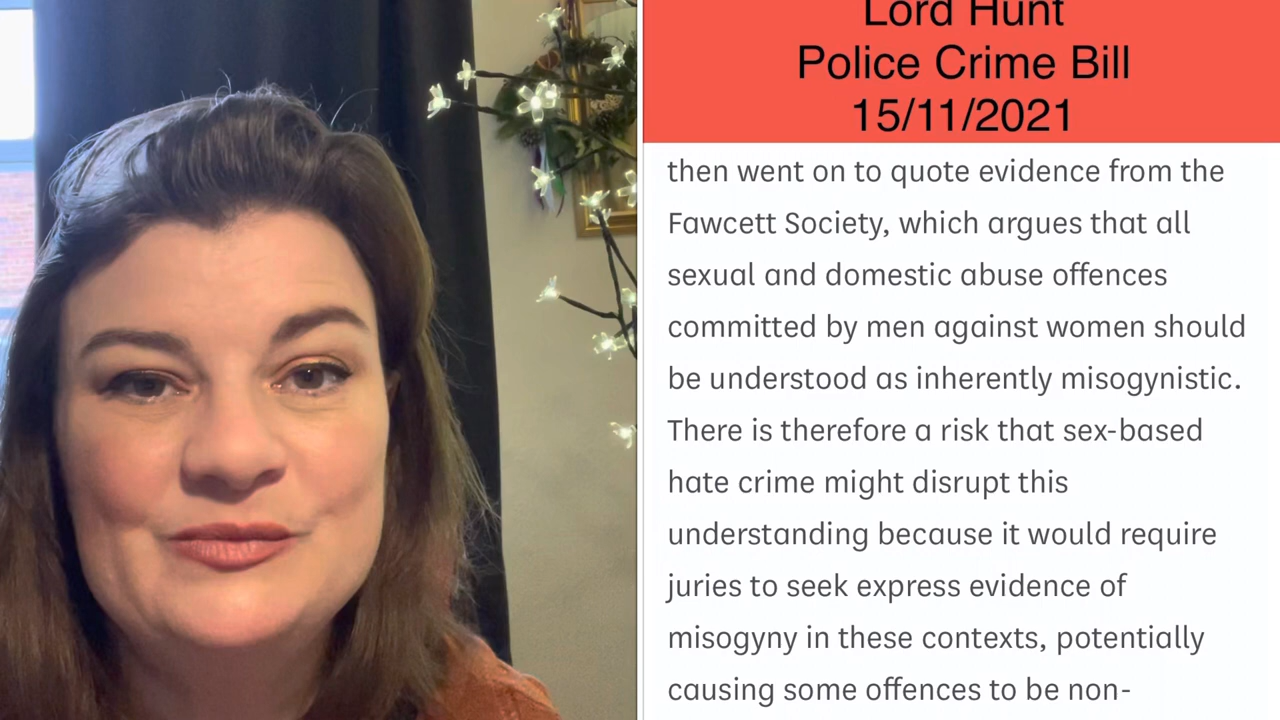 Lord Hunt
Police Crime Bill
15/11/2021
then went on to quote evidence from the
Fawcett Society, which argues that all
sexual and domestic abuse offences
committed by men against women should
be understood as inherently misogynistic.
There is therefore a risk that sex-based
hate crime might disrupt this
understanding because it would require
juries to seek express evidence of
misogyny in these contexts, potentially
causing some offences to be non-